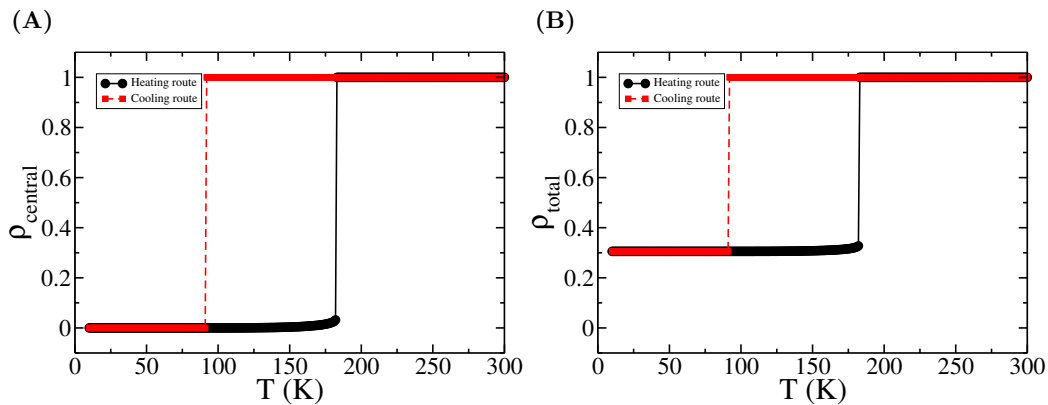 (A)
(B)
1
0.8
0.6
0.4
0.2
0
ρcentral
Heating route
Cooling route
0 50 100 150 200 250 300
T (K)
1
0.8
0.6
0.4
0.2
0
ρtotal
Heating route
Cooling route
0 50 100 150 200 250 300
T (K)